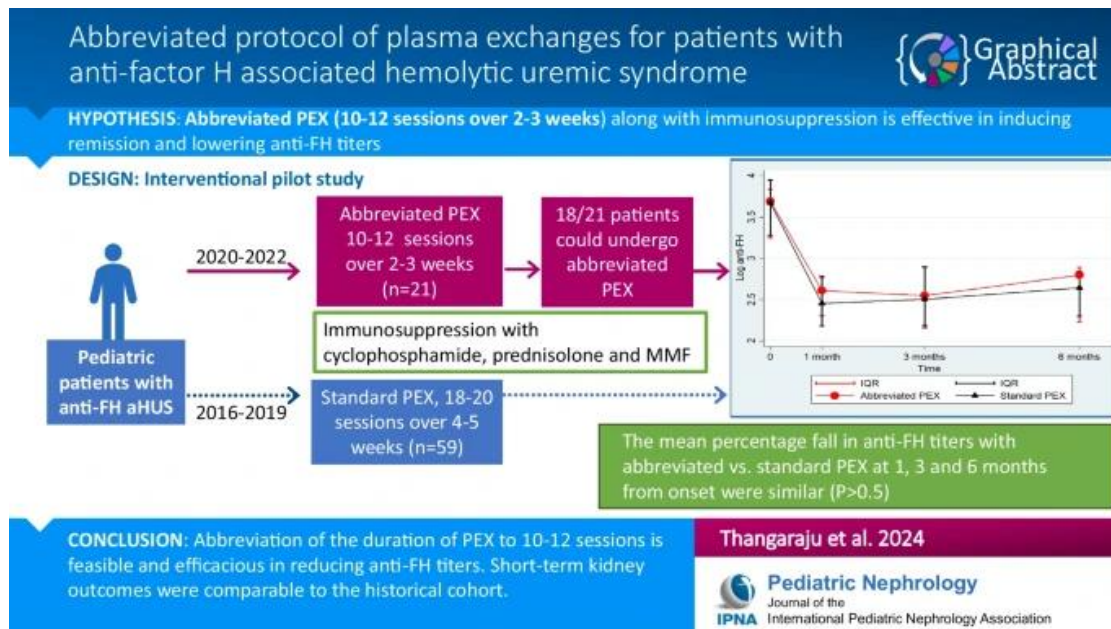 Abbreviated protocol of plasma exchanges for patients with
anti-factor H associated hemolytic uremic syndrome
{ } Graphical
Abstract
HYPOTHESIS: Abbreviated PEX (10-12 sessions over 2-3 weeks) along with immunosuppression is effective in inducing
remission and lowering anti-FH titers
DESIGN: Interventional pilot study
Pediatric
patients with
anti-FH aHUS
2020-2022
2016-2019
Abbreviated PEX
10-12 sessions
over 2-3 weeks
(n=21)
18/21 patients
could undergo
abbreviated
PEX
Immunosuppression with
cyclophosphamide, prednisolone and MMF
Standard PEX, 18-20
sessions over 4-5
weeks (n=59)
Log anti-FH
4
3.5
3
2.5
2
0
1 month
3 months
6 months
Time
IQR
IQR
Abbreviated PEX
Standard PEX
The mean percentage fall in anti-FH titers with
abbreviated vs. standard PEX at 1, 3 and 6 months
from onset were similar (P>0.5)
CONCLUSION: Abbreviation of the duration of PEX to 10-12 sessions is
feasible and efficacious in reducing anti-FH titers. Short-term kidney
outcomes were comparable to the historical cohort.
Thangaraju et al. 2024
IPNA
Pediatric Nephrology
Journal of the
International Pediatric Nephrology Association